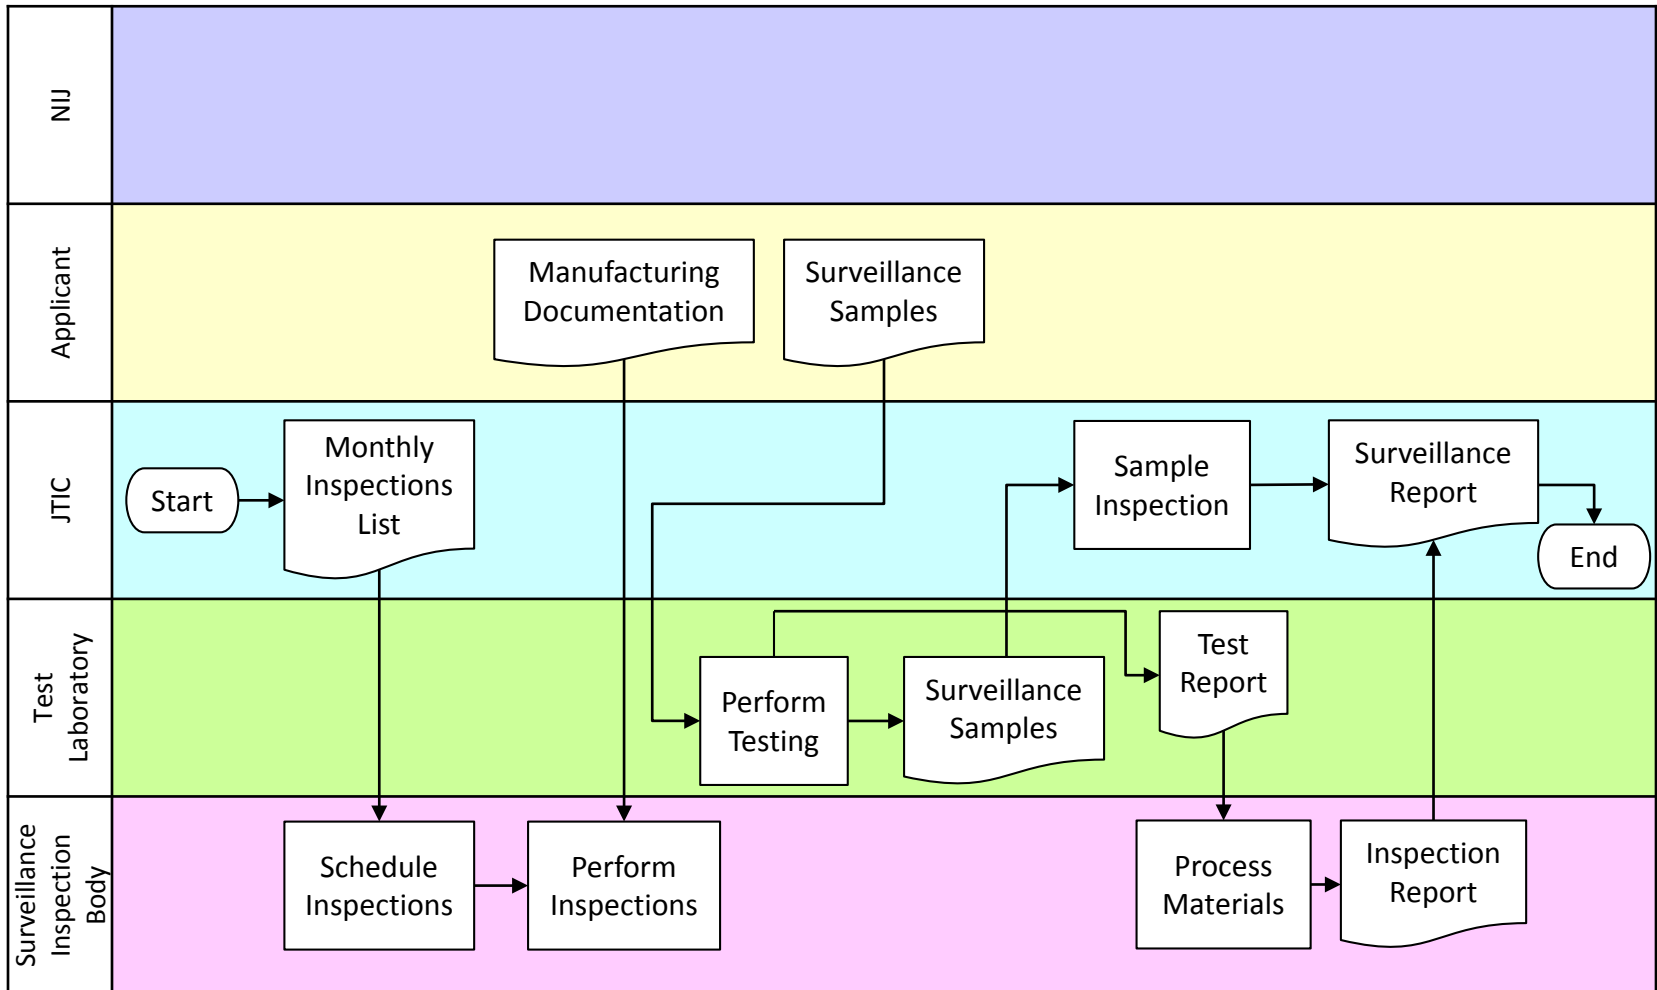 NIJ
Applicant
Manufacturing
Documentation
Surveillance
Samples
JTIC
Start
Monthly
Inspections
List
Sample
Inspection
Surveillance
Report
End
Test
Laboratory
Perform
Testing
Surveillance
Samples
Test
Report
Surveillance
Inspection
Body
Schedule
Inspections
Perform
Inspections
Process
Materials
Inspection
Report